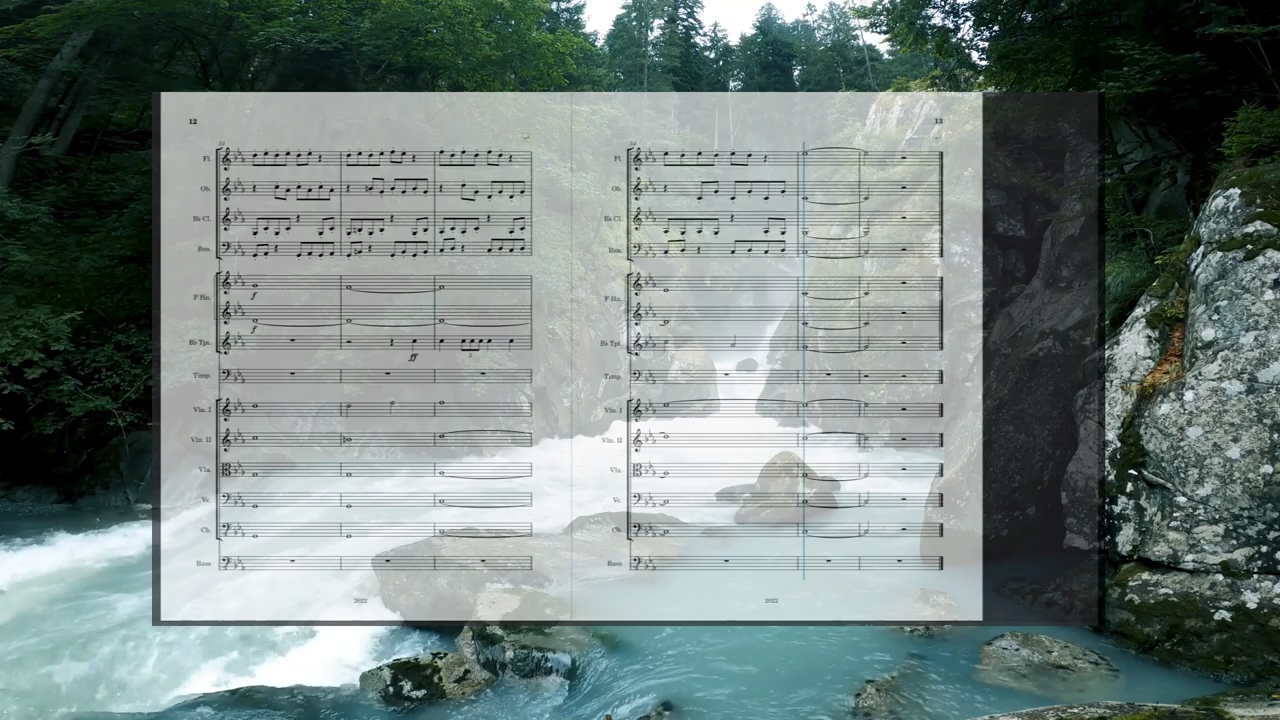 12
Fl.
Ob.
B♭ Cl.
Bsn.
F Hn.
f
f
B♭ Tpt.
ff
Timp.
Vln. I
Vln. II
Vla.
Vc.
Cb.
Bass
2022
13
Fl.
Ob.
B♭ Cl.
Bsn.
F Hn.
B♭ Tpt.
Timp.
Vln. I
Vln. II
Vla.
Vc.
Cb.
Bass
2022